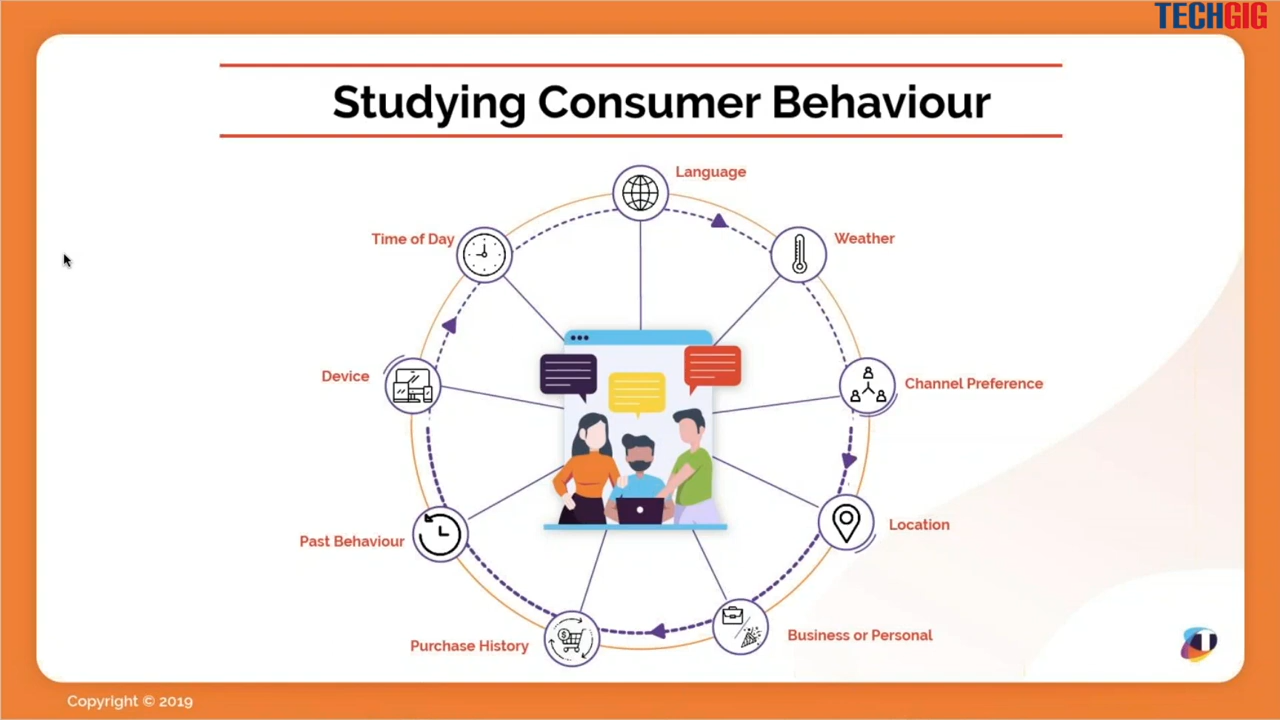 TECHGIG
Studying Consumer Behaviour
Language
Weather
Channel Preference
Location
Business or Personal
Purchase History
Past Behaviour
Device
Time of Day
Copyright © 2019